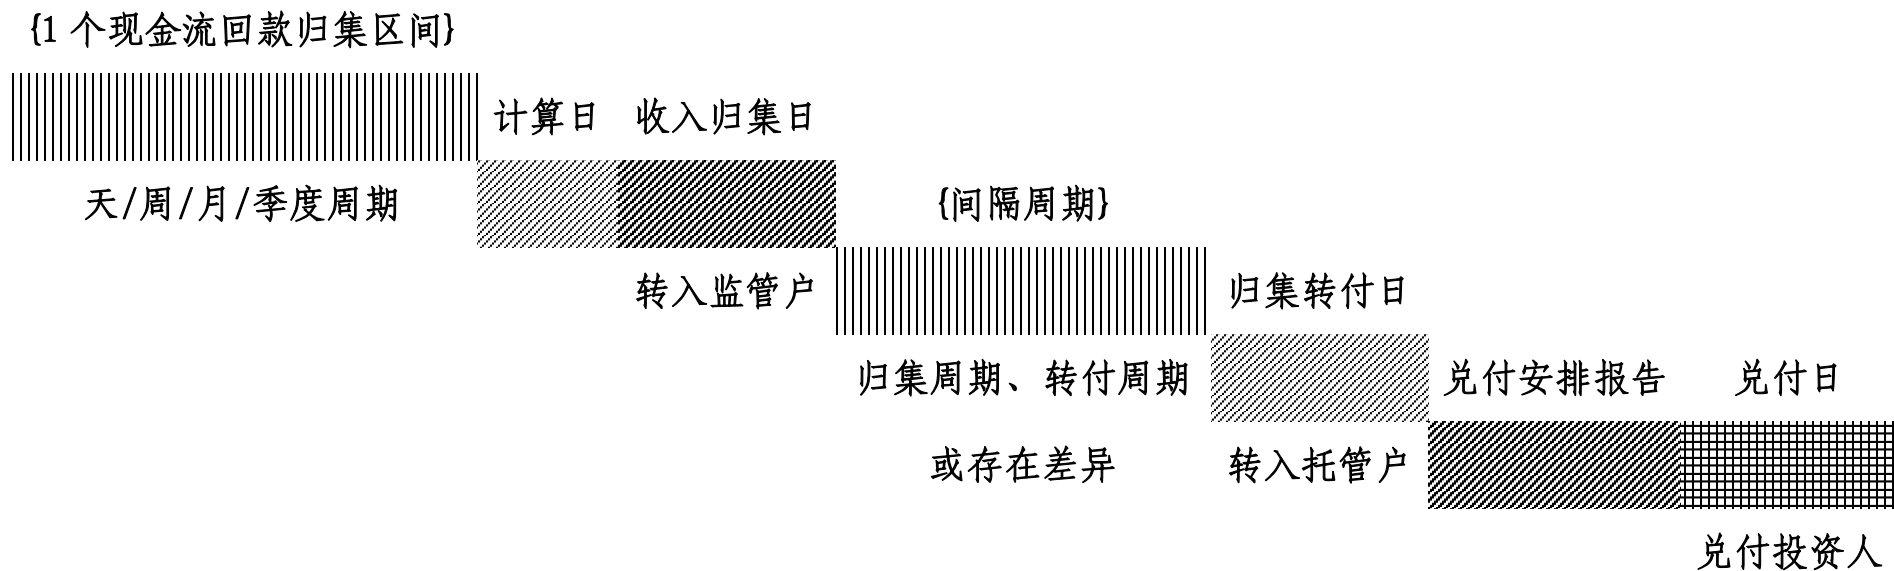 {1 个现金流回款归集区间}
计算日 收入归集日
天/周/月/季度周期
{间隔周期}
转入监管户
归集转付日
归集周期、转付周期
或存在差异
兑付安排报告
兑付日
转入托管户
兑付投资人